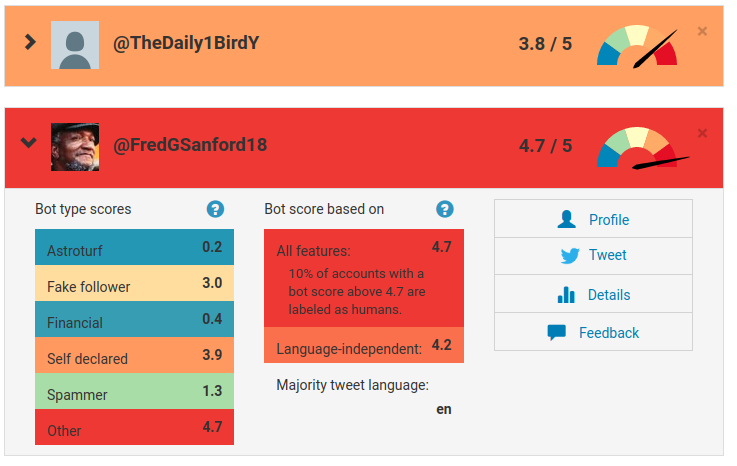 @TheDaily1BirdY 3.8 / 5 ×
@FredGSanford18 4.7 / 5 ×
Bot type scores ?
Astroturf 0.2
Fake follower 3.0
Financial 0.4
Self declared 3.9
Spammer 1.3
Other 4.7
Bot score based on ?
All features: 4.7
10% of accounts with a
bot score above 4.7 are
labeled as humans.
Language-independent: 4.2
Majority tweet language:
en
Profile
Tweet
Details
Feedback